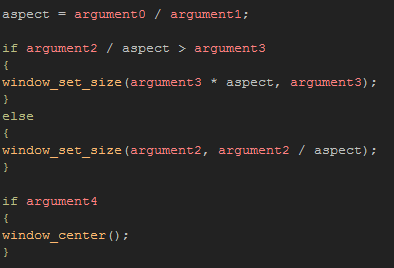 aspect = argument0 / argument1;
if argument2 / aspect > argument3
{
window_set_size(argument3 * aspect, argument3);
}
else
{
window_set_size(argument2, argument2 / aspect);
}
if argument4
{
window_center();
}